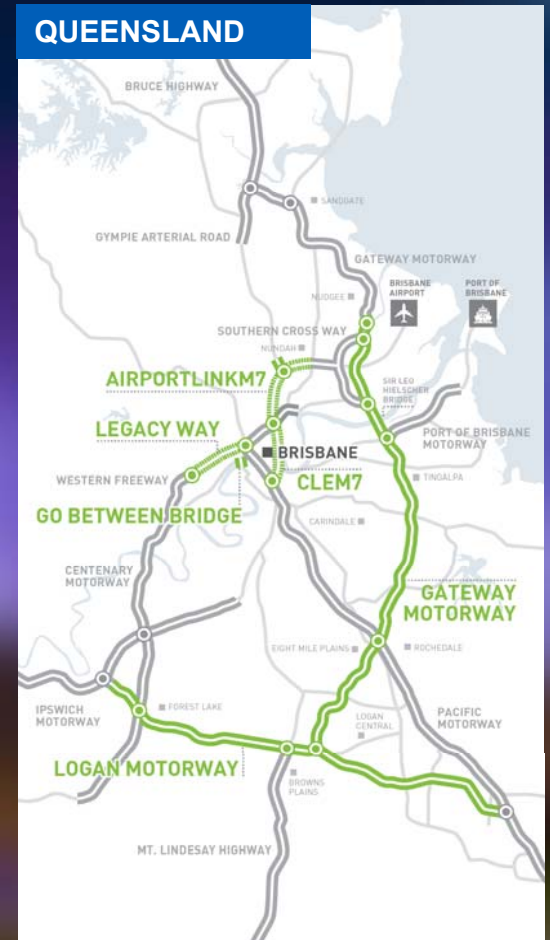 QUEENSLAND
BRUCE HIGHWAY
SANDGATE
GYMPIE ARTERIAL ROAD
GATEWAY MOTORWAY
BRISBANE
AIRPORT
PORT OF
BRISBANE
NUDGEE
SOUTHERN CROSS WAY
NUNDAH
AIRPORTLINKM7
SIR LEO
HIELSCHER
BRIDGE
LEGACY WAY
PORT OF BRISBANE
MOTORWAY
BRISBANE
WESTERN FREEWAY
CLEM7
TINGALPA
GO BETWEEN BRIDGE
CARINDALE
CENTENARY
MOTORWAY
GATEWAY
MOTORWAY
EIGHT MILE PLAINS
ROCHEDALE
IPSWICH
MOTORWAY
FOREST LAKE
LOGAN
CENTRAL
PACIFIC
MOTORWAY
LOGAN MOTORWAY
BROWNS
PLAINS
MT. LINDESAY HIGHWAY